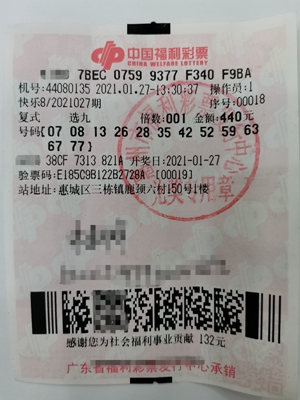 中国福利彩票
CHINA WELFARE LOTTERY
7BEC 0759 9377 F340 F9BA
机号:44080135 2021.01.27-13:30:37 操作员:1
快乐8/2021027期 序号:00018
复式 选九 倍数:001 金额:440元
号码:{07 08 13 26 28 35 42 52 59 63
67 77}
38CF 7313 821A 开奖日:2021-01-27
验票码:E185C9B122B2728A [00019]
站地址:惠城区三栋镇鹿颈六村150号1楼
兑奖专用章
感谢您为社会福利事业贡献 132元
广东省福利彩票发行中心承销